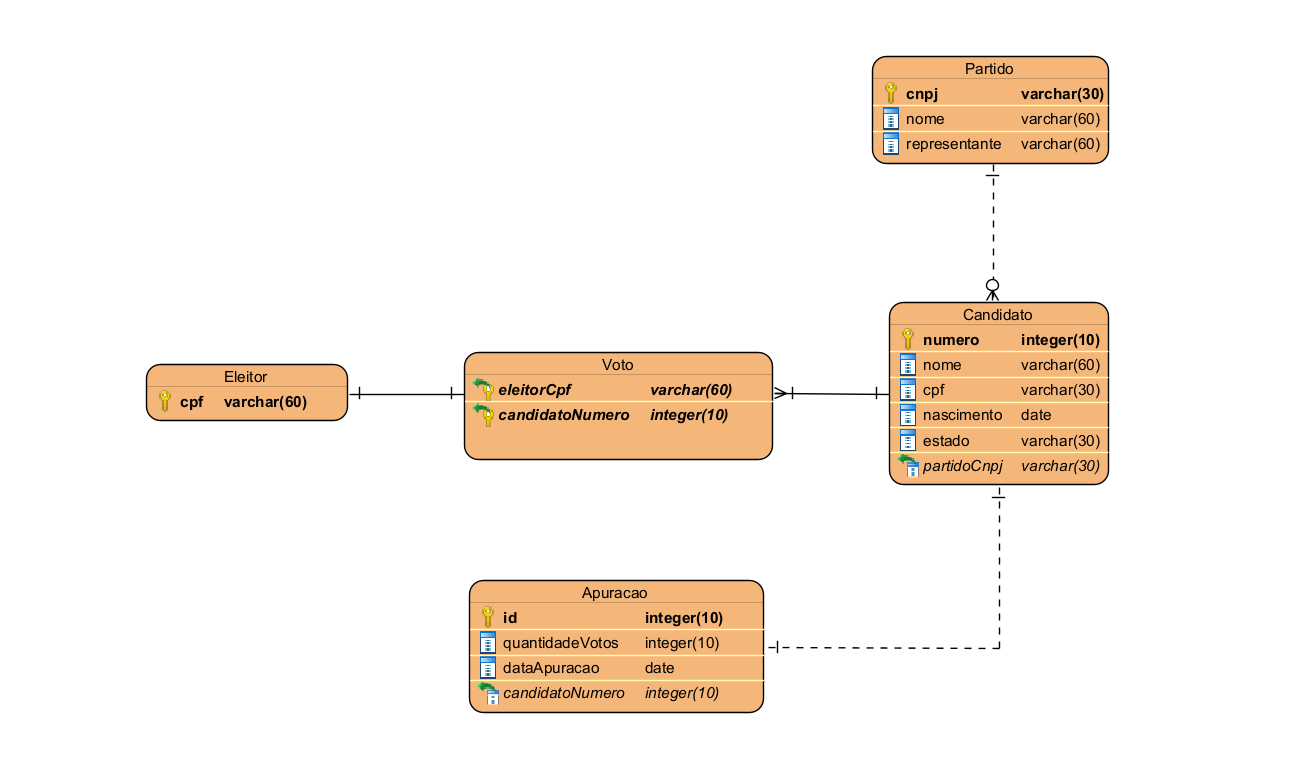 Partido
cnpj varchar(30)
nome varchar(60)
representante varchar(60)
Candidato
numero integer(10)
nome varchar(60)
cpf varchar(30)
nascimento date
estado varchar(30)
partidoCnpj varchar(30)
Voto
eleitorCpf varchar(60)
candidatoNumero integer(10)
Eleitor
cpf varchar(60)
Apuracao
id integer(10)
quantidadeVotos integer(10)
dataApuracao date
candidatoNumero integer(10)